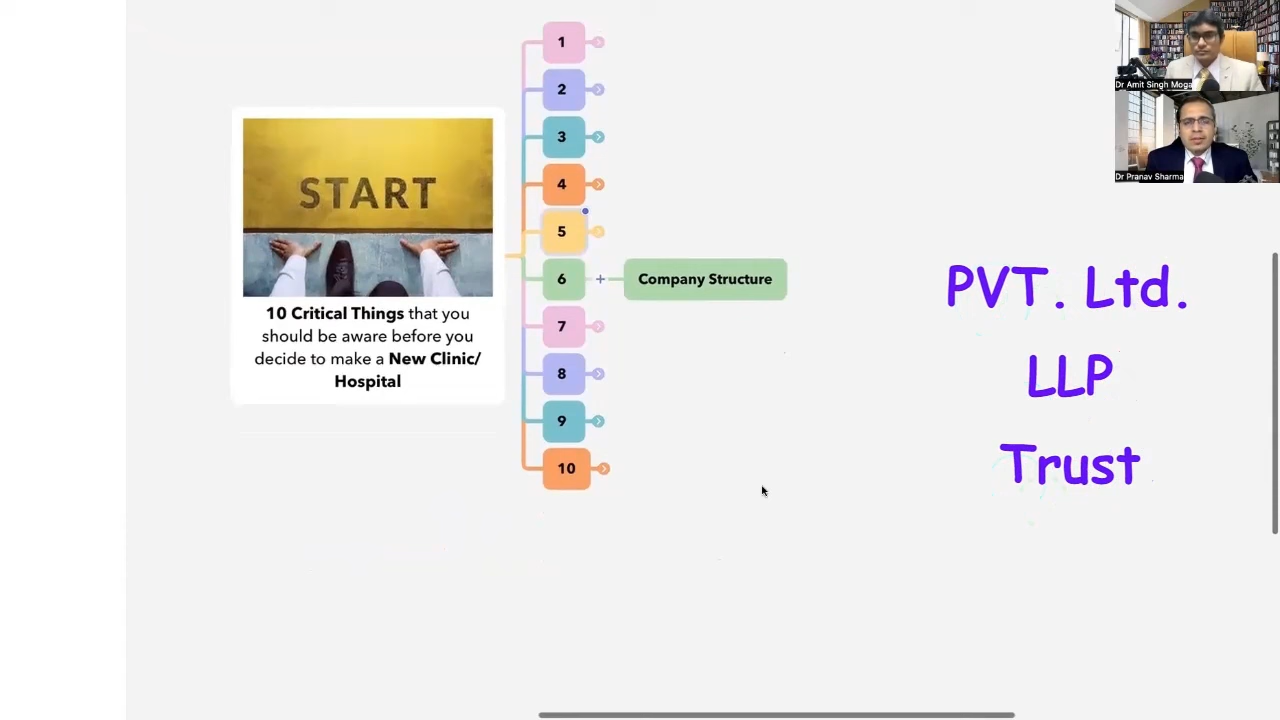 START
10 Critical Things that you
should be aware before you
decide to make a New Clinic/
Hospital
1
2
3
4
5
6
7
8
9
10
+
Company Structure
PVT. Ltd.
LLP
Trust
Dr Amit Singh Moga
Dr Pranav Sharma